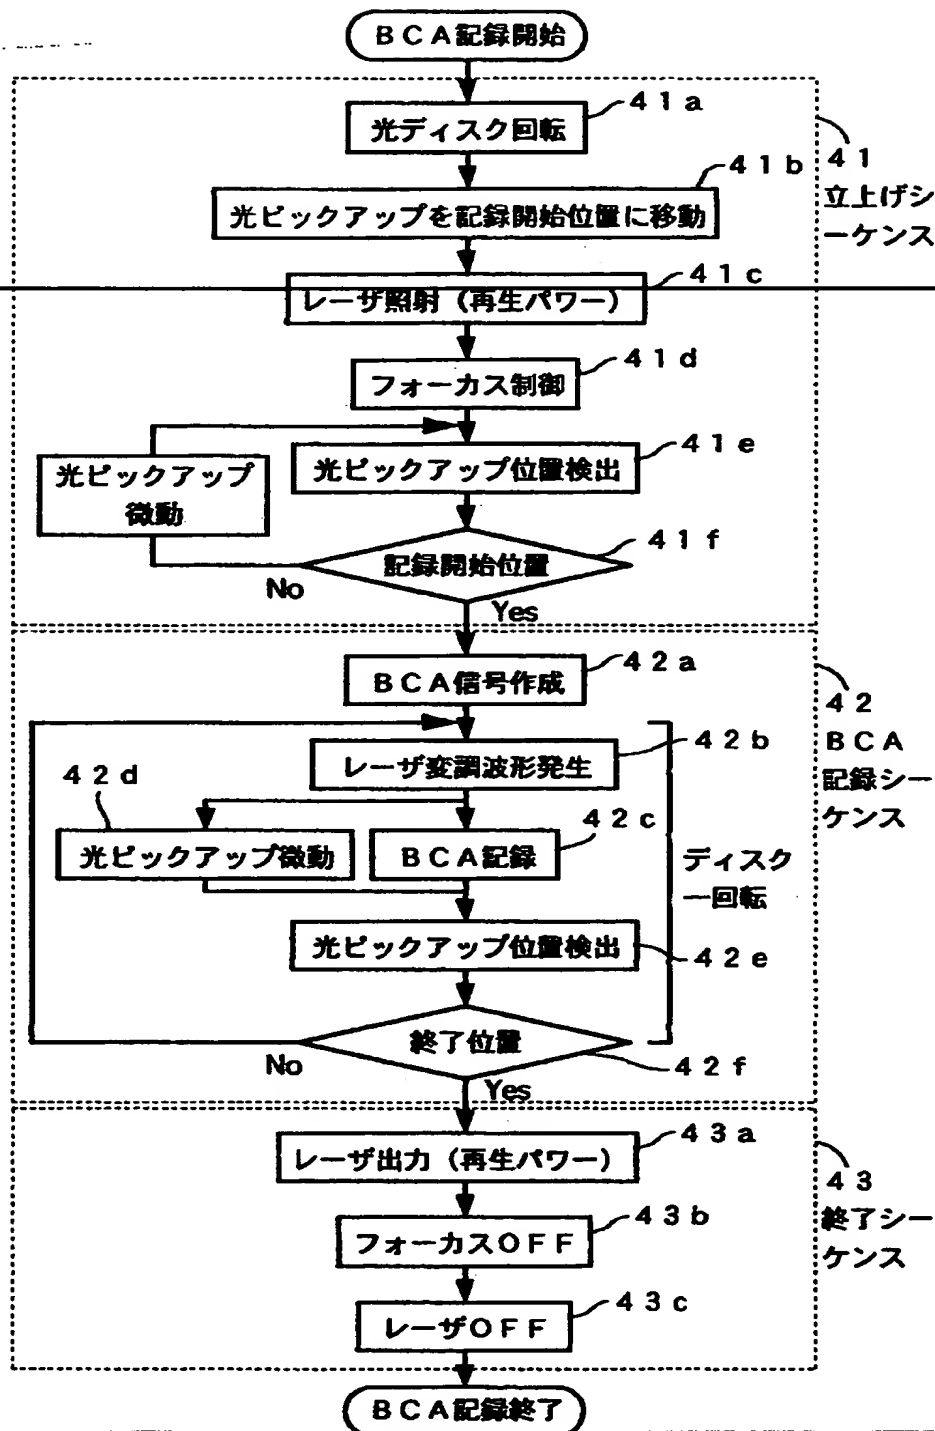 BCA記録開始
41a
光ディスク回転
41b
光ピックアップを記録開始位置に移動
41
立上げシ
ーケンス
41c
レーザ照射(再生パワー)
41d
フォーカス制御
41e
光ピックアップ位置検出
光ピックアップ
微動
41f
記録開始位置
No
Yes
42a
BCA信号作成
42
BCA
記録シー
ケンス
42b
レーザ変調波形発生
42d
42c
光ピックアップ微動
BCA記録
ディスク
一回転
光ピックアップ位置検出
42e
終了位置
No
42f
Yes
43a
レーザ出力(再生パワー)
43
終了シー
ケンス
43b
フォーカスOFF
43c
レーザOFF
BCA記録終了